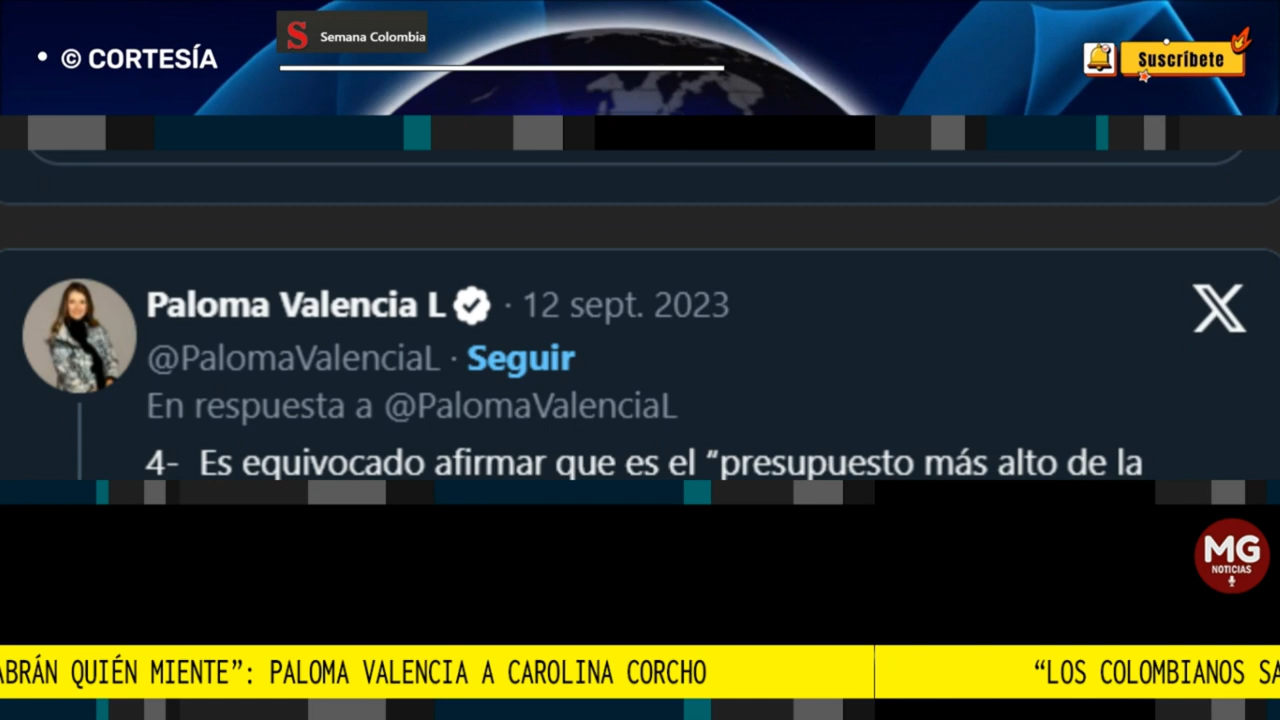 • © CORTESÍA
S Semana Colombia
Suscríbete
Paloma Valencia L · 12 sept. 2023
@PalomaValenciaL · Seguir
En respuesta a @PalomaValenciaL
4- Es equivocado afirmar que es el “presupuesto más alto de la
MG
NOTICIAS
ABRÁN QUIÉN MIENTE”: PALOMA VALENCIA A CAROLINA CORCHO
“LOS COLOMBIANOS SA